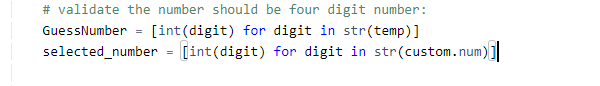 # validate the number should be four digit number:
GuessNumber = [int(digit) for digit in str(temp)]
selected_number = [int(digit) for digit in str(custom.num)]